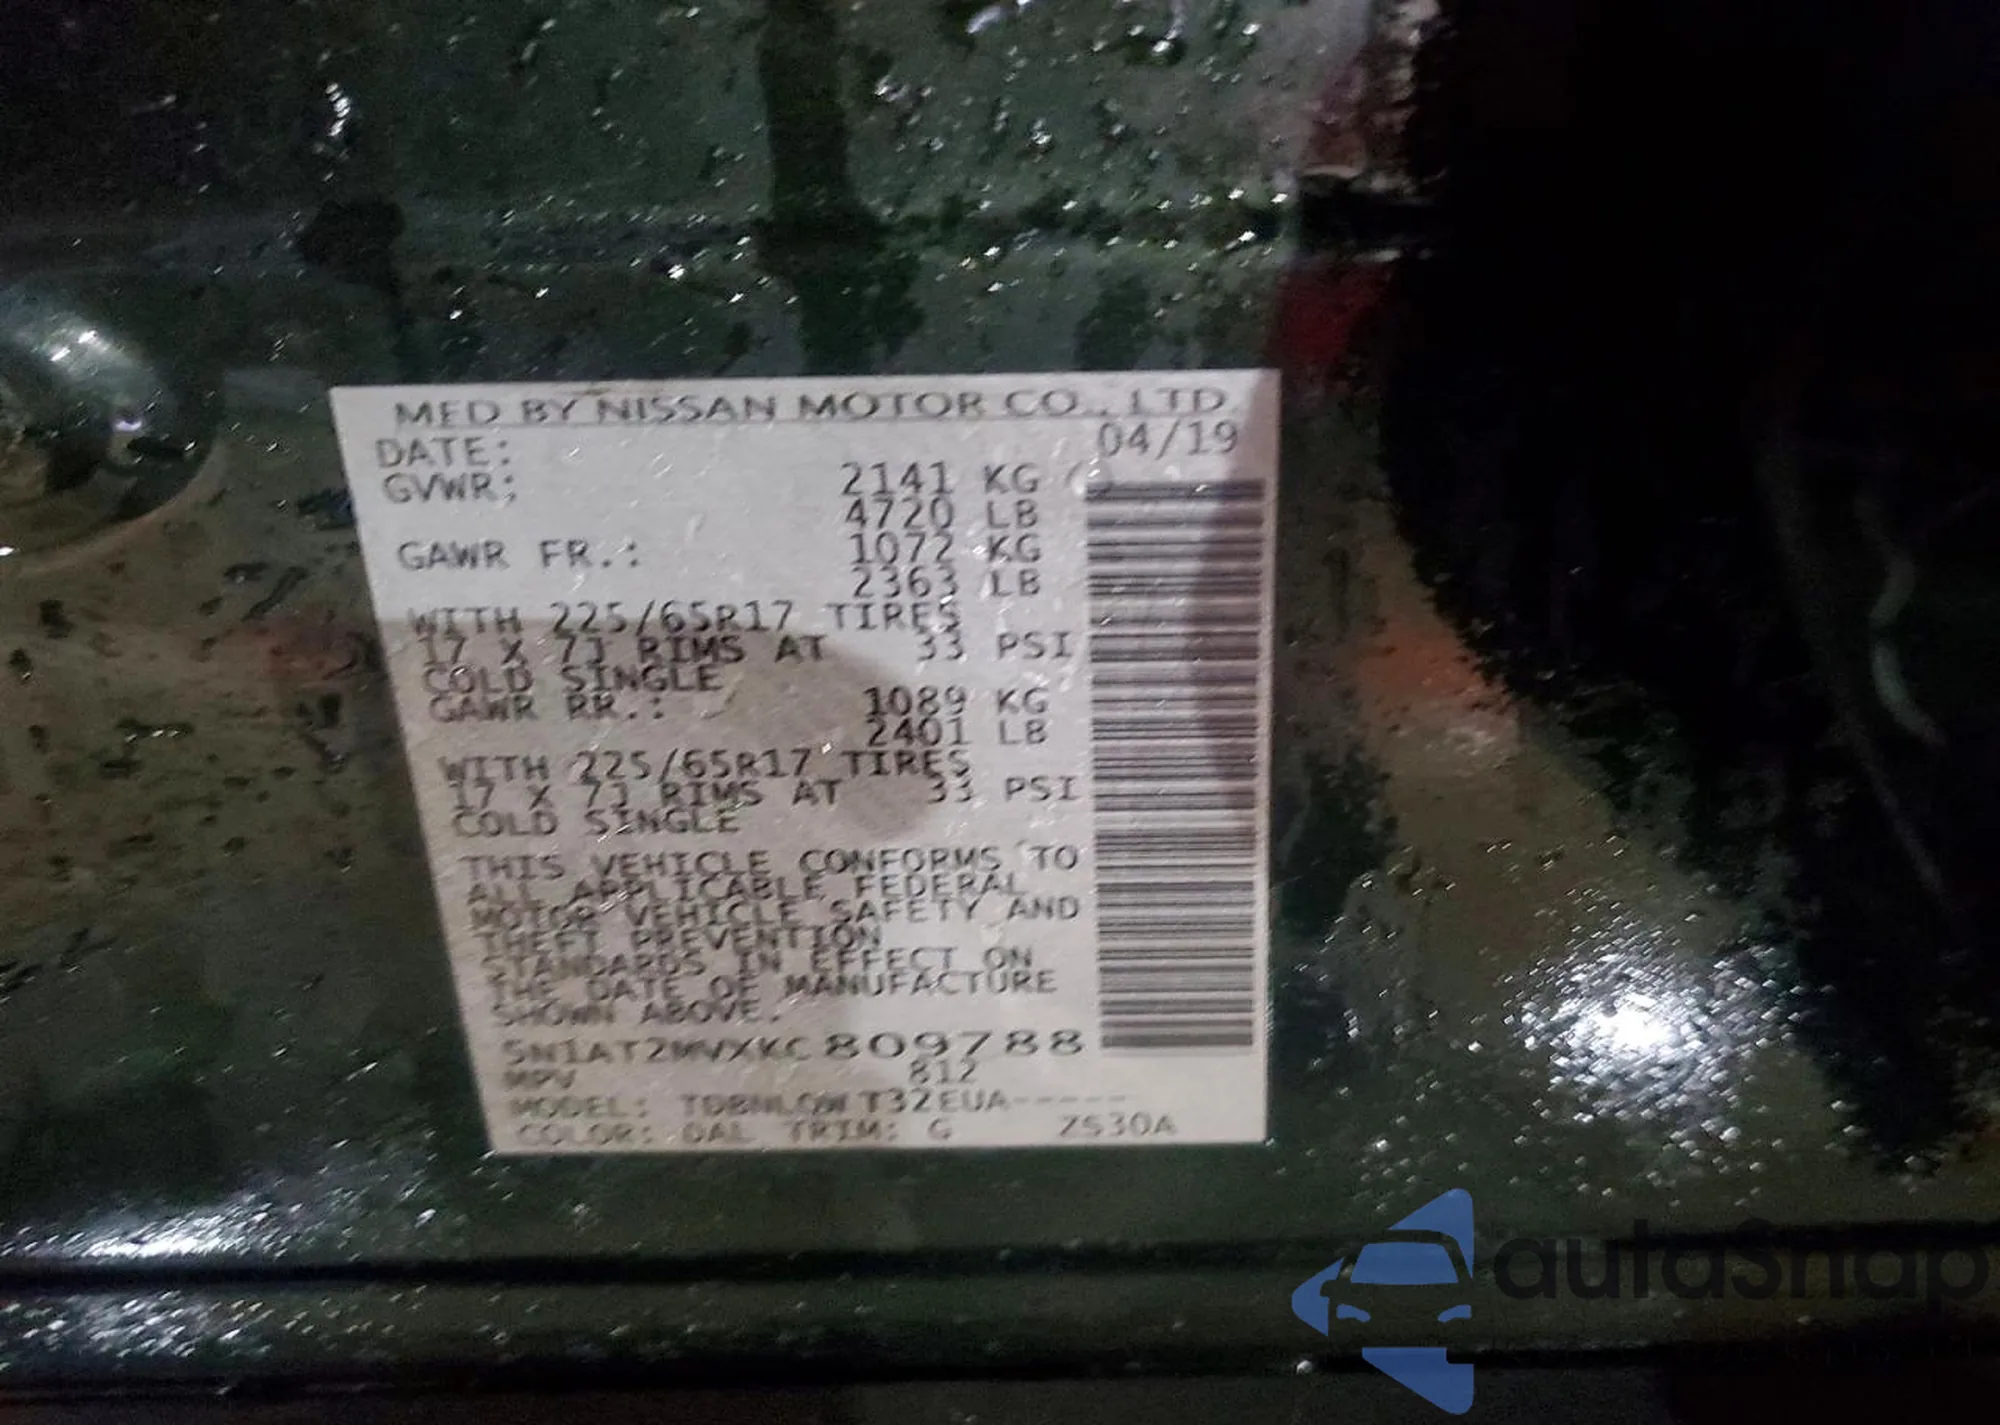 MFD BY NISSAN MOTOR CO., LTD.
DATE: 04/19
GVWR: 2141 KG
4720 LB
GAWR FR.: 1072 KG
2363 LB
WITH 225/65R17 TIRES
17 X 7J RIMS AT 33 PSI
COLD SINGLE
GAWR RR.: 1089 KG
2401 LB
WITH 225/65R17 TIRES
17 X 7J RIMS AT 33 PSI
COLD SINGLE
THIS VEHICLE CONFORMS TO
ALL APPLICABLE FEDERAL
MOTOR VEHICLE SAFETY AND
THEFT PREVENTION
STANDARDS IN EFFECT ON
THE DATE OF MANUFACTURE
SHOWN ABOVE.
5N1AT2MVXKC809788
MPV 812
MODEL: T32EUA-----
COLOR: DAL TRIM: G ZS30A
autaSnap